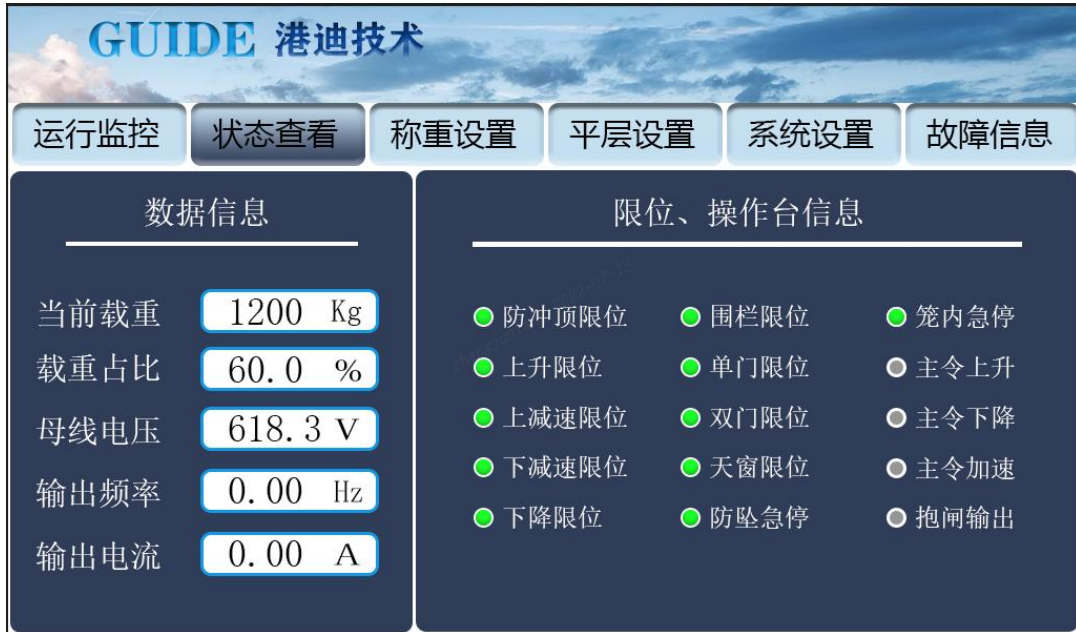 GUIDE 港迪技术
运行监控 状态查看 称重设置 平层设置 系统设置 故障信息
数据信息
当前载重 1200 Kg
载重占比 60.0 %
母线电压 618.3 V
输出频率 0.00 Hz
输出电流 0.00 A
限位、操作台信息
防冲顶限位 围栏限位 笼内急停
上升限位 单门限位 主令上升
上减速限位 双门限位 主令下降
下减速限位 天窗限位 主令加速
下降限位 防坠急停 抱闸输出